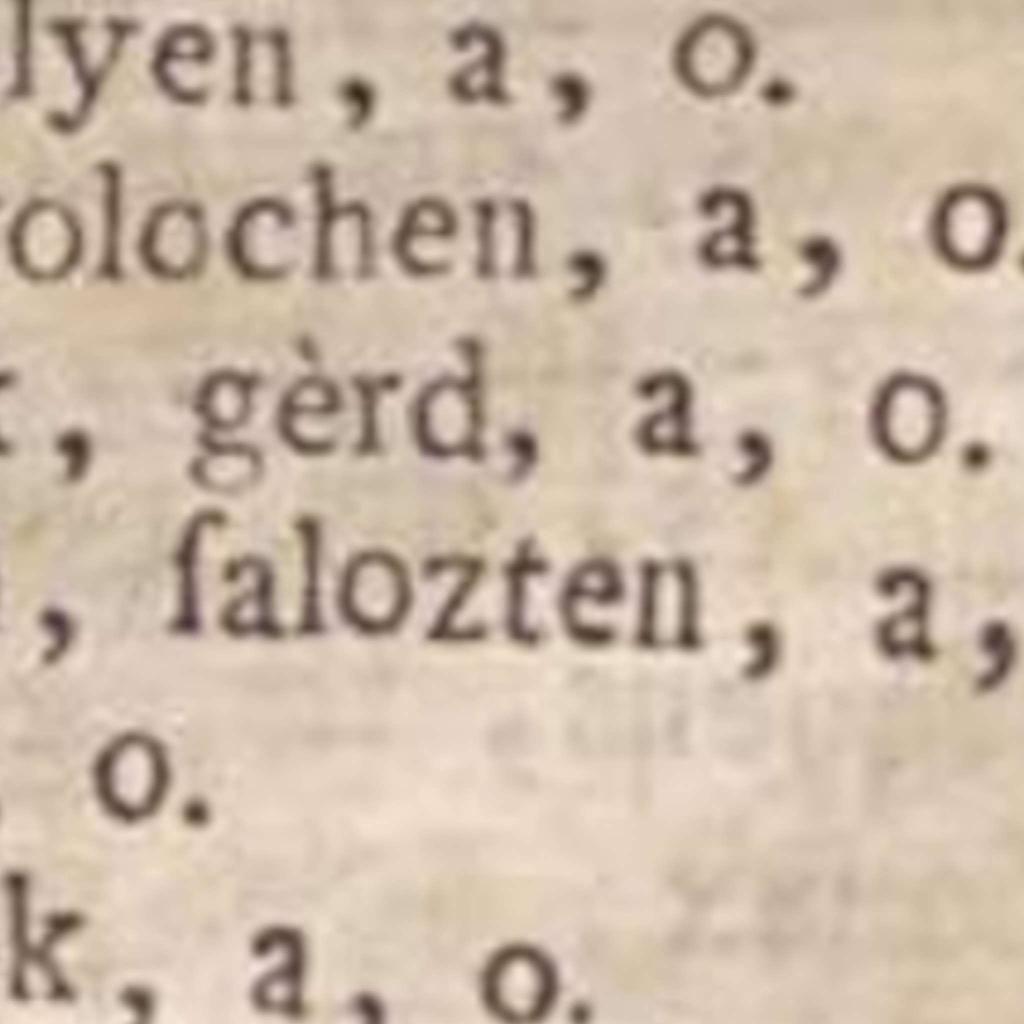 lyen, a, o.
olochen, a, o.
, gèrd, a, o.
, ſalozten, a,
o.
k, a, o.